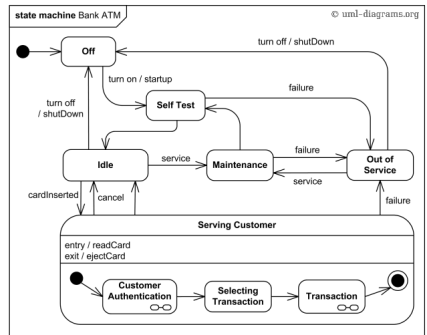 state machine Bank ATM
© uml-diagrams.org
turn off / shutDown
Off
turn on / startup
failure
turn off
/ shutDown
Self Test
failure
Idle
service
Maintenance
Out of
Service
service
cardInserted
cancel
failure
Serving Customer
entry / readCard
exit / ejectCard
Customer
Authentication
Selecting
Transaction
Transaction